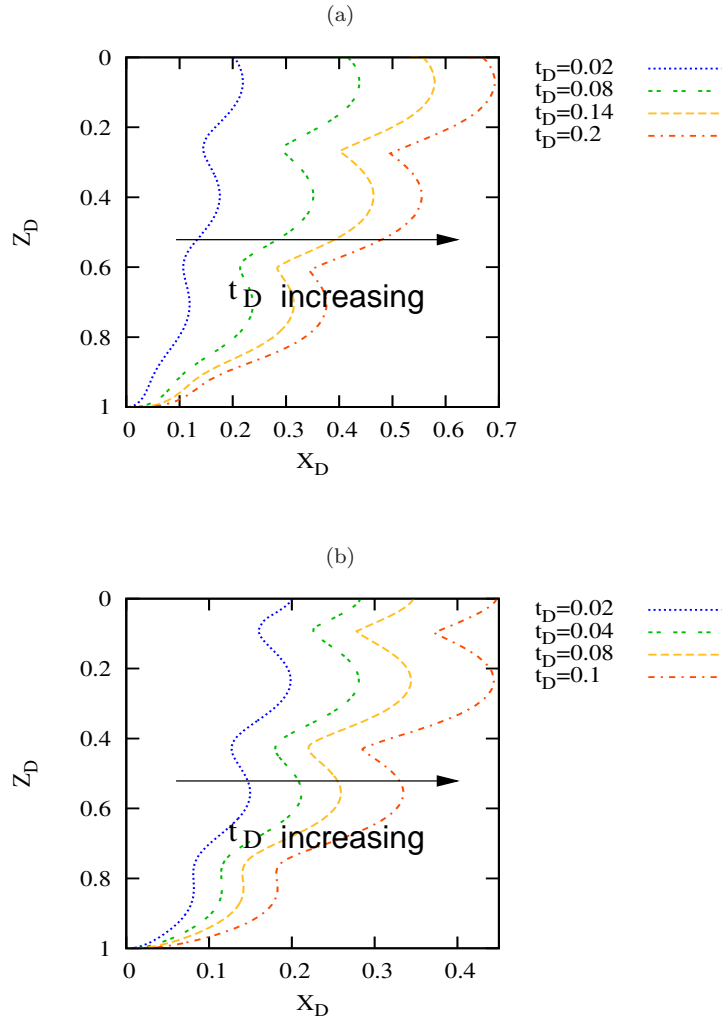 (a)
0
0.2
0.4
0.6
0.8
1
Z_D
0 0.1 0.2 0.3 0.4 0.5 0.6 0.7
X_D
t_D increasing
t_D=0.02
t_D=0.08
t_D=0.14
t_D=0.2
(b)
0
0.2
0.4
0.6
0.8
1
Z_D
0 0.1 0.2 0.3 0.4
X_D
t_D increasing
t_D=0.02
t_D=0.04
t_D=0.08
t_D=0.1